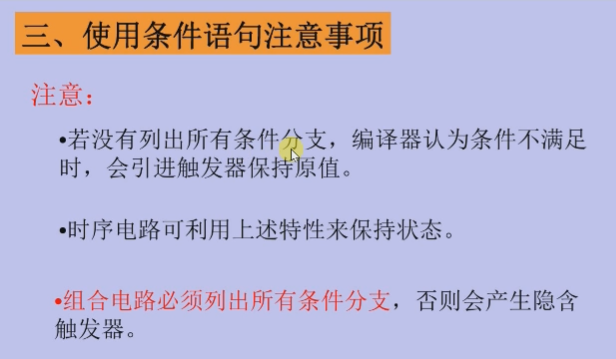 三、使用条件语句注意事项
注意：
•若没有列出所有条件分支，编译器认为条件不满足
时，会引进触发器保持原值。
•时序电路可利用上述特性来保持状态。
•组合电路必须列出所有条件分支，否则会产生隐含
触发器。